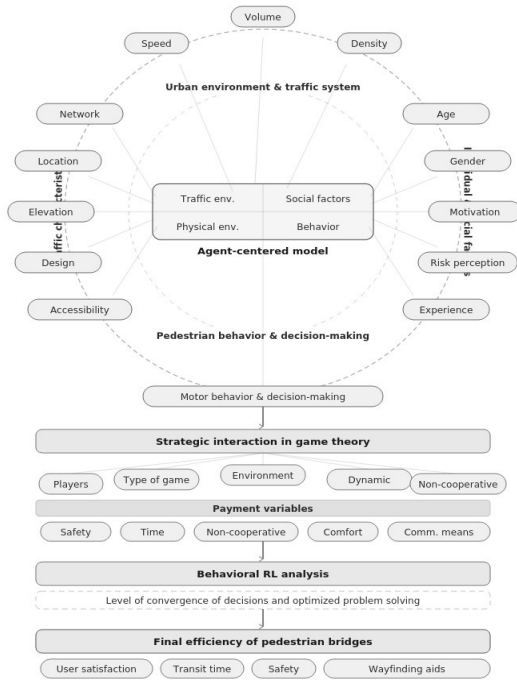 Volume
Speed
Density
Urban environment & traffic system
Network
Age
Location
Gender
Elevation
Motivation
Design
Risk perception
Accessibility
Experience
Traffic env.
Social factors
Physical env.
Behavior
Agent-centered model
Pedestrian behavior & decision-making
Motor behavior & decision-making
Strategic interaction in game theory
Players
Type of game
Environment
Dynamic
Non-cooperative
Payment variables
Safety
Time
Non-cooperative
Comfort
Comm. means
Behavioral RL analysis
Level of convergence of decisions and optimized problem solving
Final efficiency of pedestrian bridges
User satisfaction
Transit time
Safety
Wayfinding aids